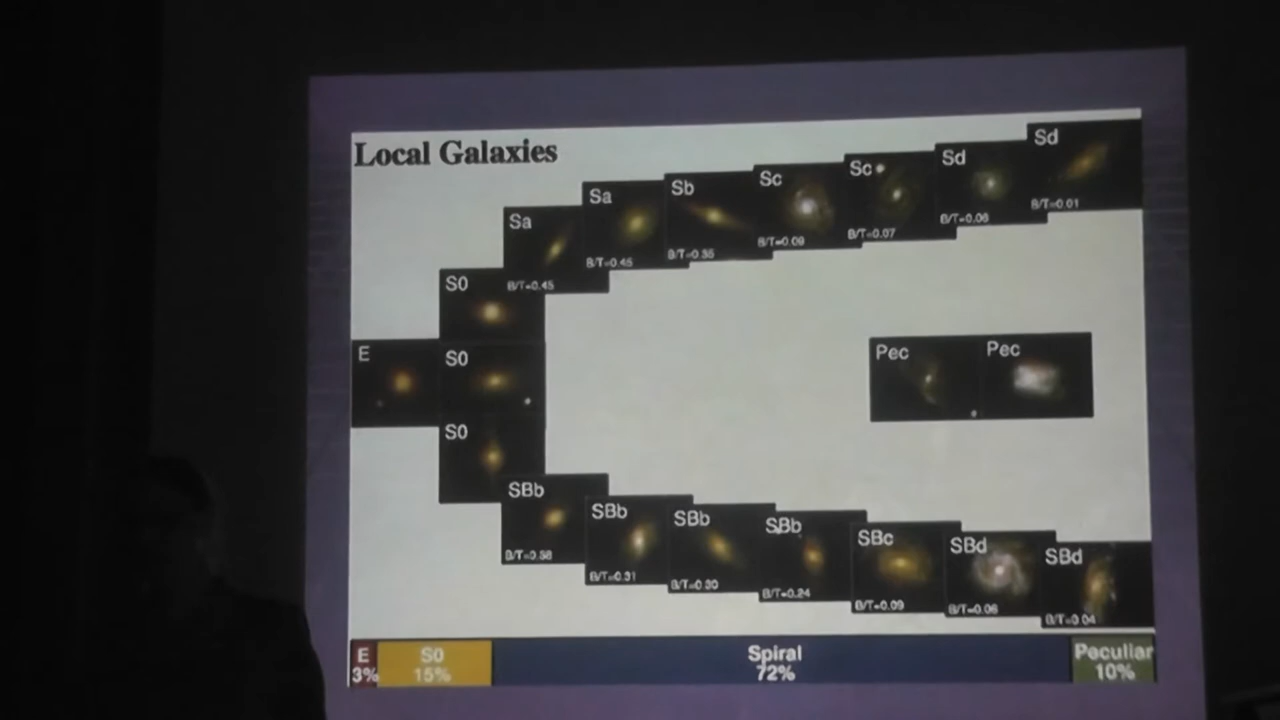 Local Galaxies
Sd
Sc
Sd
B/T=0.01
Sc
B/T=0.06
Sb
B/T=0.07
Sa
B/T=0.09
Sa
B/T=0.35
B/T=0.45
S0
B/T=0.45
E
S0
Pec
Pec
S0
SBb
SBb
SBb
SBb
SBc
SBd
SBd
B/T=0.31
B/T=0.30
B/T=0.24
B/T=0.09
B/T=0.06
B/T=0.04
E
3%
S0
15%
Spiral
72%
Peculiar
10%